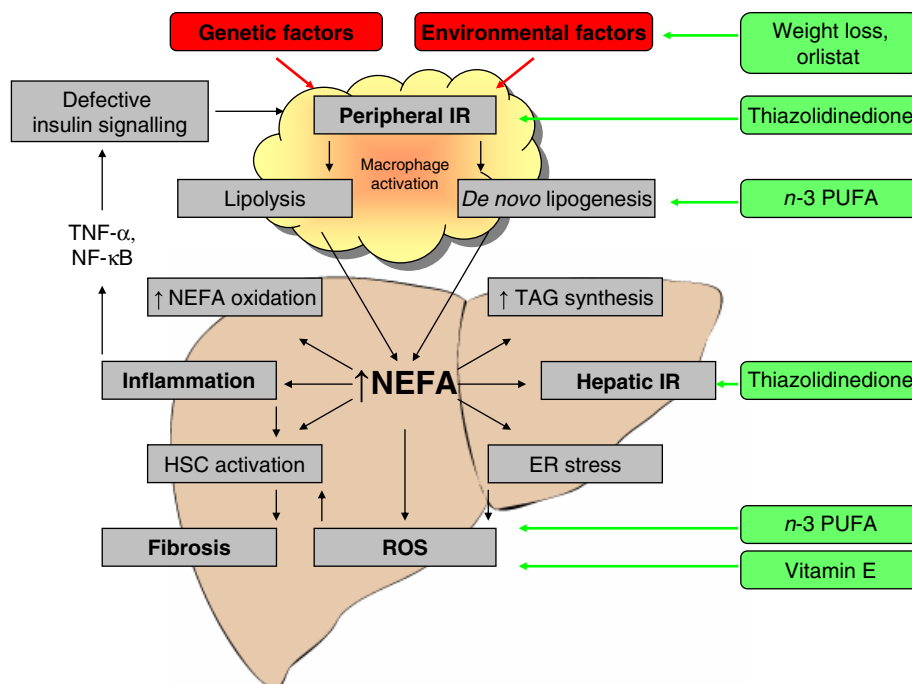 Genetic factors
Environmental factors
Weight loss,
orlistat
Defective
insulin signalling
Peripheral IR
Thiazolidinedione
Macrophage
activation
Lipolysis
De novo lipogenesis
n-3 PUFA
TNF-α,
NF-κB
↑ NEFA oxidation
↑ TAG synthesis
Inflammation
↑NEFA
Hepatic IR
Thiazolidinedione
HSC activation
ER stress
Fibrosis
ROS
n-3 PUFA
Vitamin E